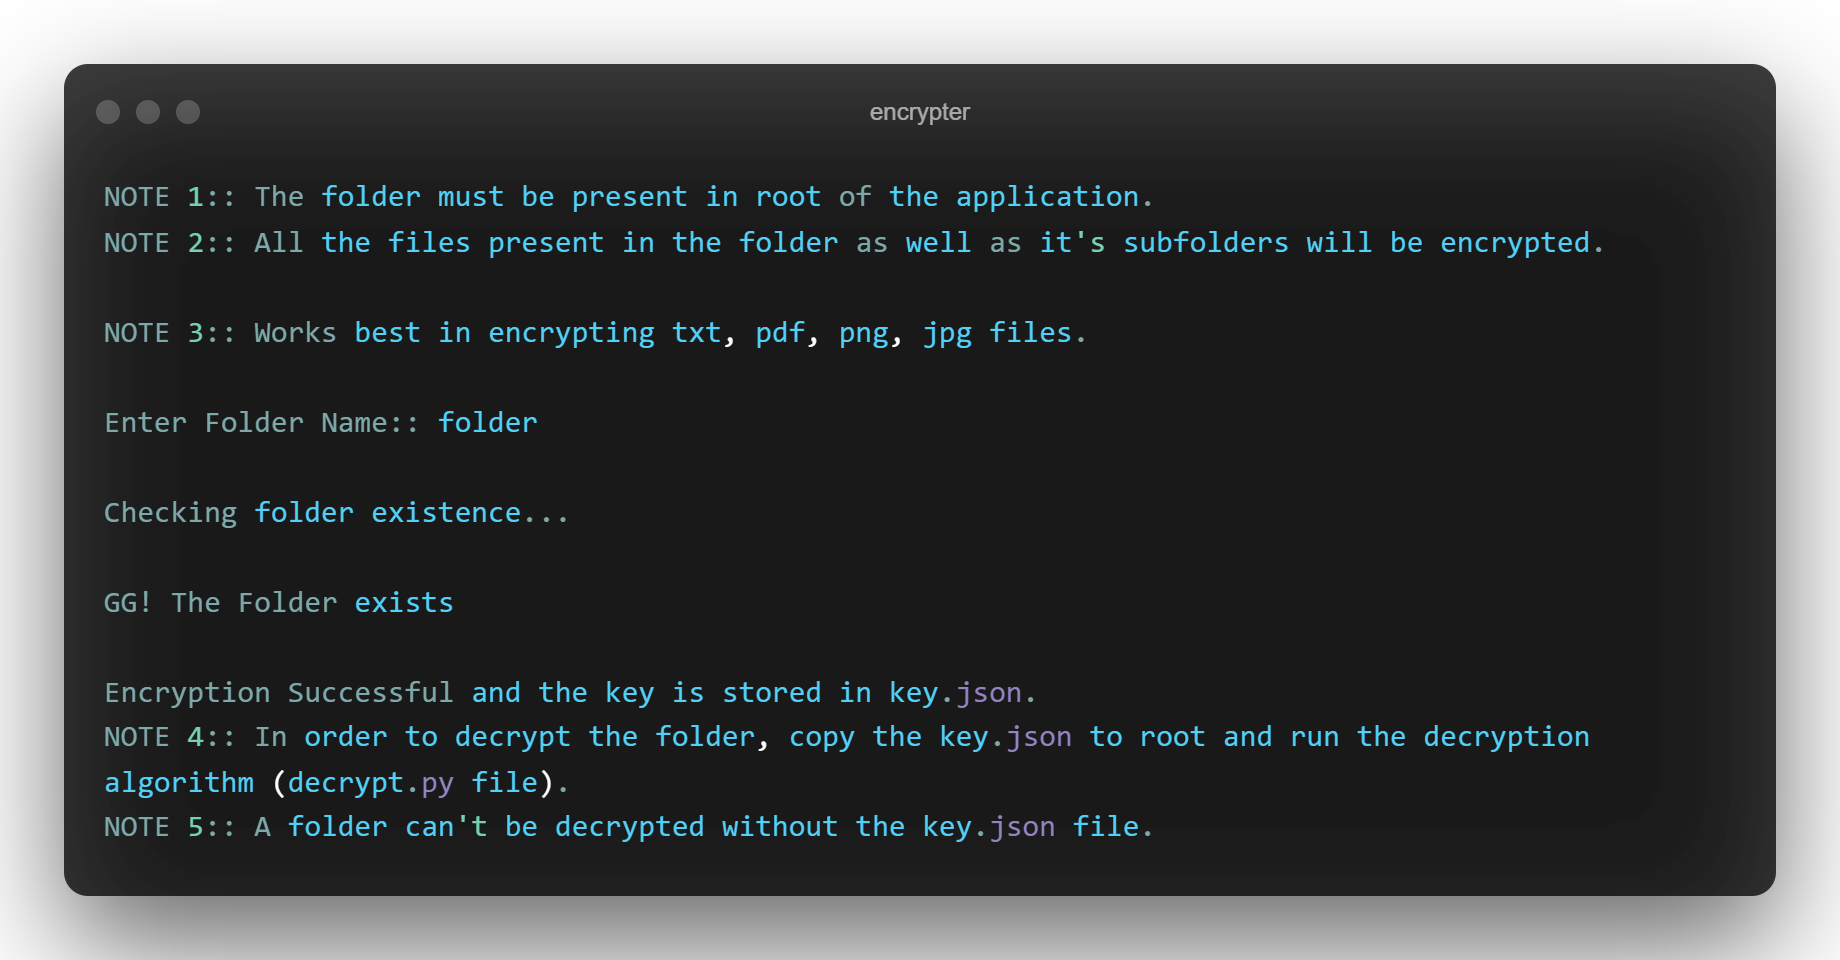 encrypter
NOTE 1:: The folder must be present in root of the application.
NOTE 2:: All the files present in the folder as well as it's subfolders will be encrypted.
NOTE 3:: Works best in encrypting txt, pdf, png, jpg files.
Enter Folder Name:: folder
Checking folder existence...
GG! The Folder exists
Encryption Successful and the key is stored in key.json.
NOTE 4:: In order to decrypt the folder, copy the key.json to root and run the decryption
algorithm (decrypt.py file).
NOTE 5:: A folder can't be decrypted without the key.json file.